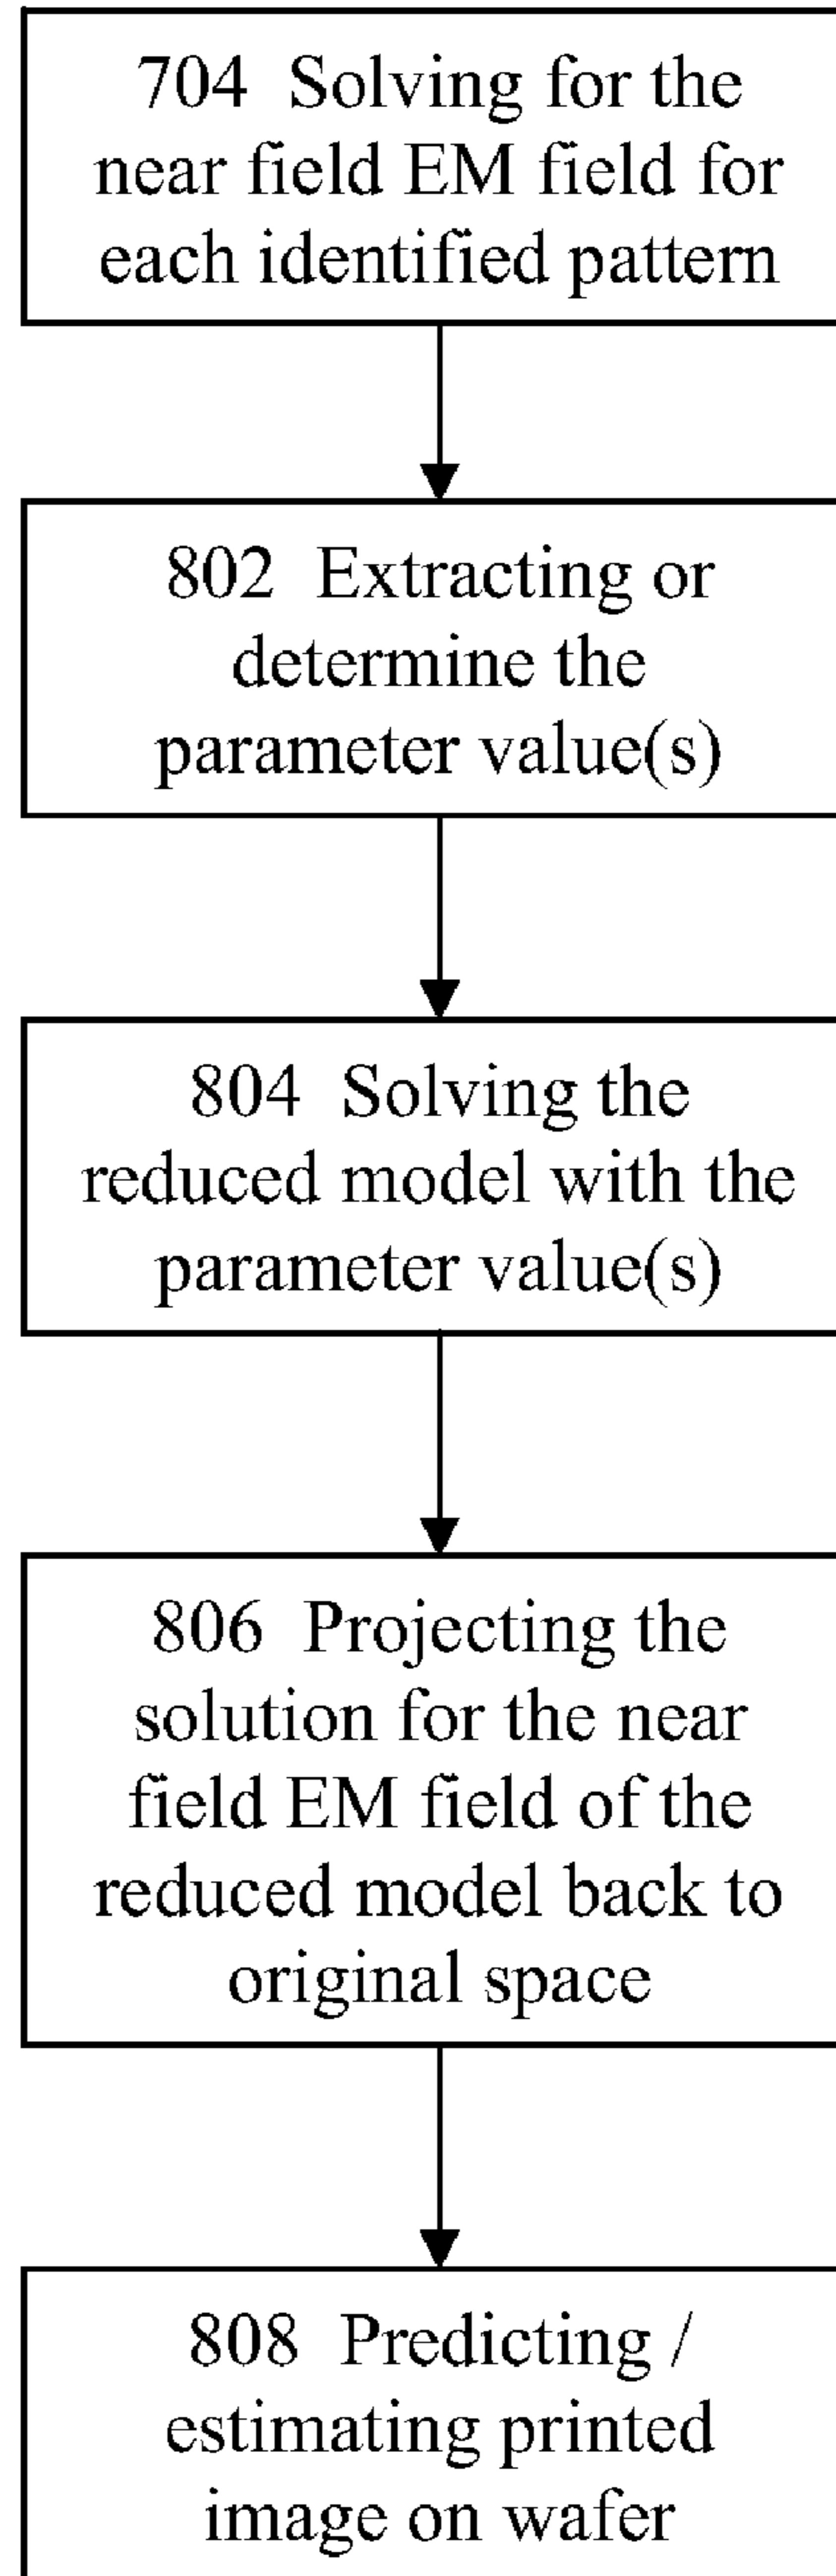 704 Solving for the
near field EM field for
each identified pattern
802 Extracting or
determine the
parameter value(s)
804 Solving the
reduced model with the
parameter value(s)
806 Projecting the
solution for the near
field EM field of the
reduced model back to
original space
808 Predicting /
estimating printed
image on wafer